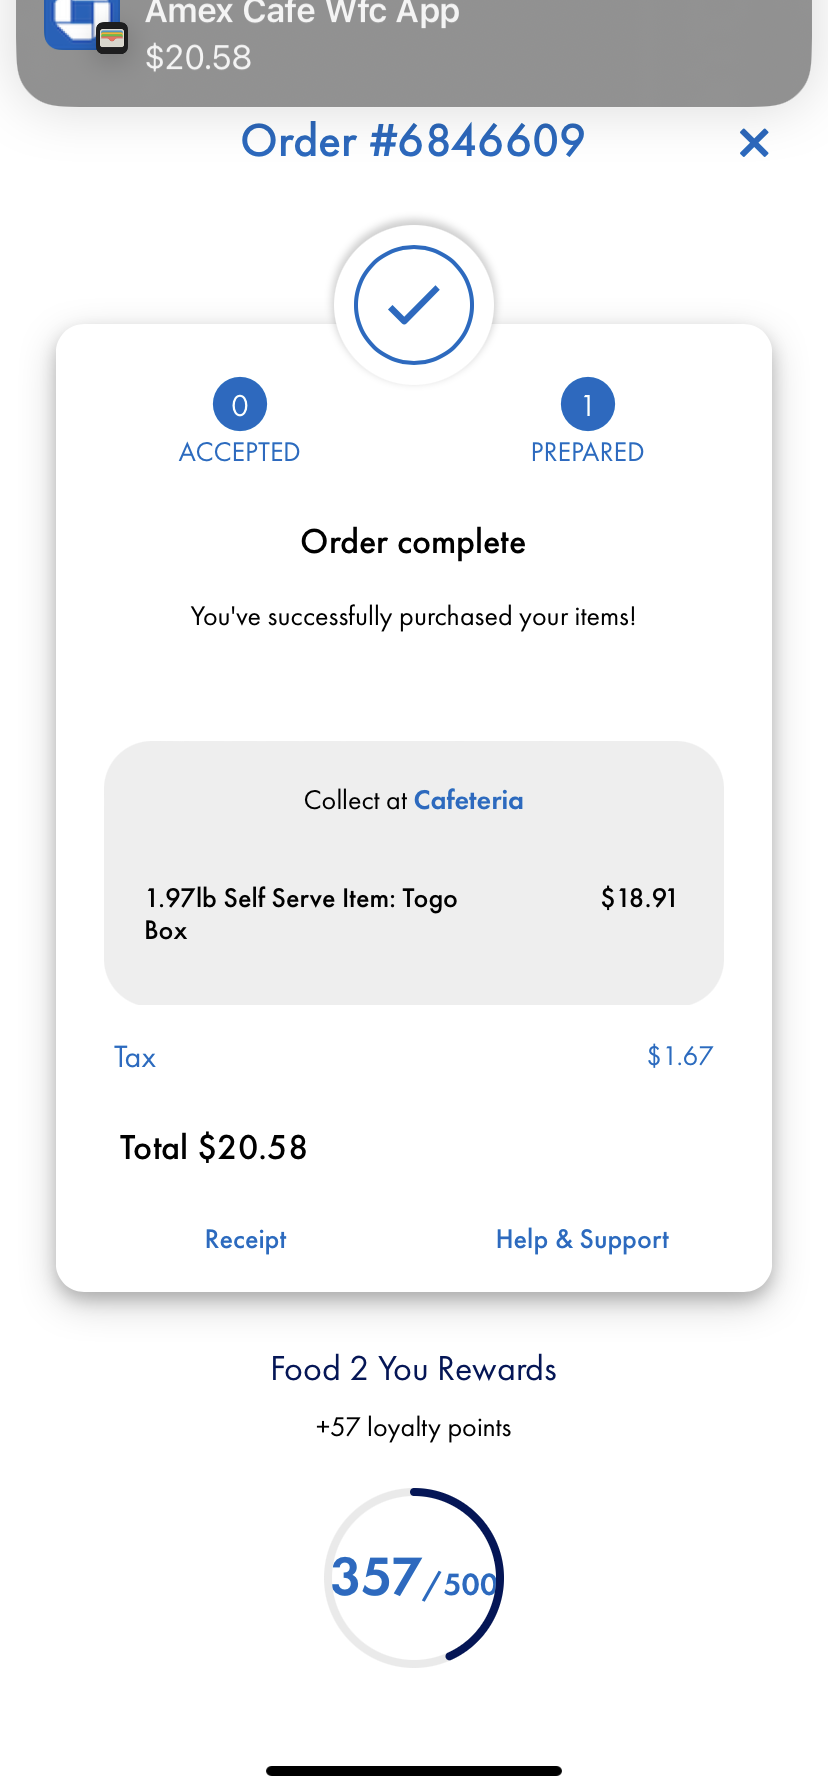 Amex Cafe Wfc App
$20.58
Order #6846609
0
ACCEPTED
1
PREPARED
Order complete
You've successfully purchased your items!
Collect at Cafeteria
1.97lb Self Serve Item: Togo $18.91
Box
Tax $1.67
Total $20.58
Receipt Help & Support
Food 2 You Rewards
+57 loyalty points
357/500